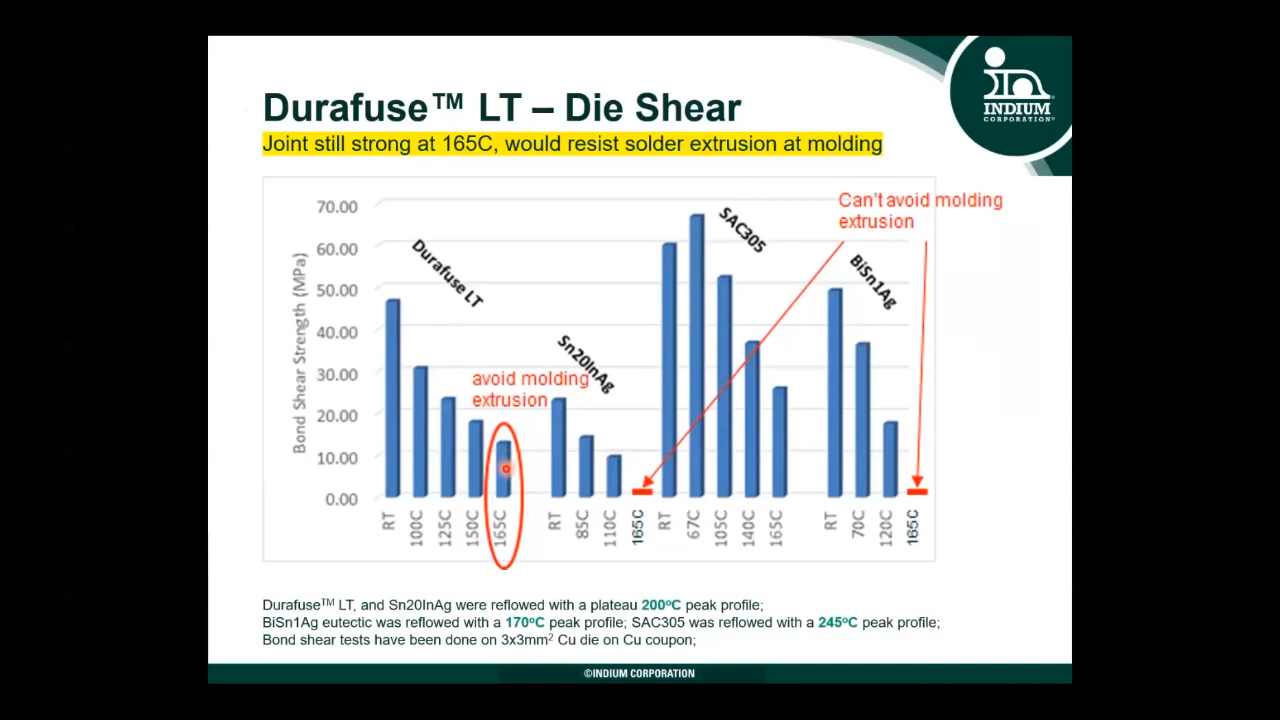 Durafuse™ LT – Die Shear
Joint still strong at 165C, would resist solder extrusion at molding
INDIUM
CORPORATION®
Can't avoid molding
extrusion
70.00
60.00
50.00
40.00
30.00
20.00
10.00
0.00
Bond Shear Strength (MPa)
Durafuse LT
Sn20InAg
SAC305
BiSn1Ag
avoid molding
extrusion
RT
100C
125C
150C
165C
RT
85C
110C
165C
RT
67C
105C
140C
165C
RT
70C
120C
165C
Durafuse™ LT, and Sn20InAg were reflowed with a plateau 200°C peak profile;
BiSn1Ag eutectic was reflowed with a 170°C peak profile; SAC305 was reflowed with a 245°C peak profile;
Bond shear tests have been done on 3x3mm² Cu die on Cu coupon;
©INDIUM CORPORATION